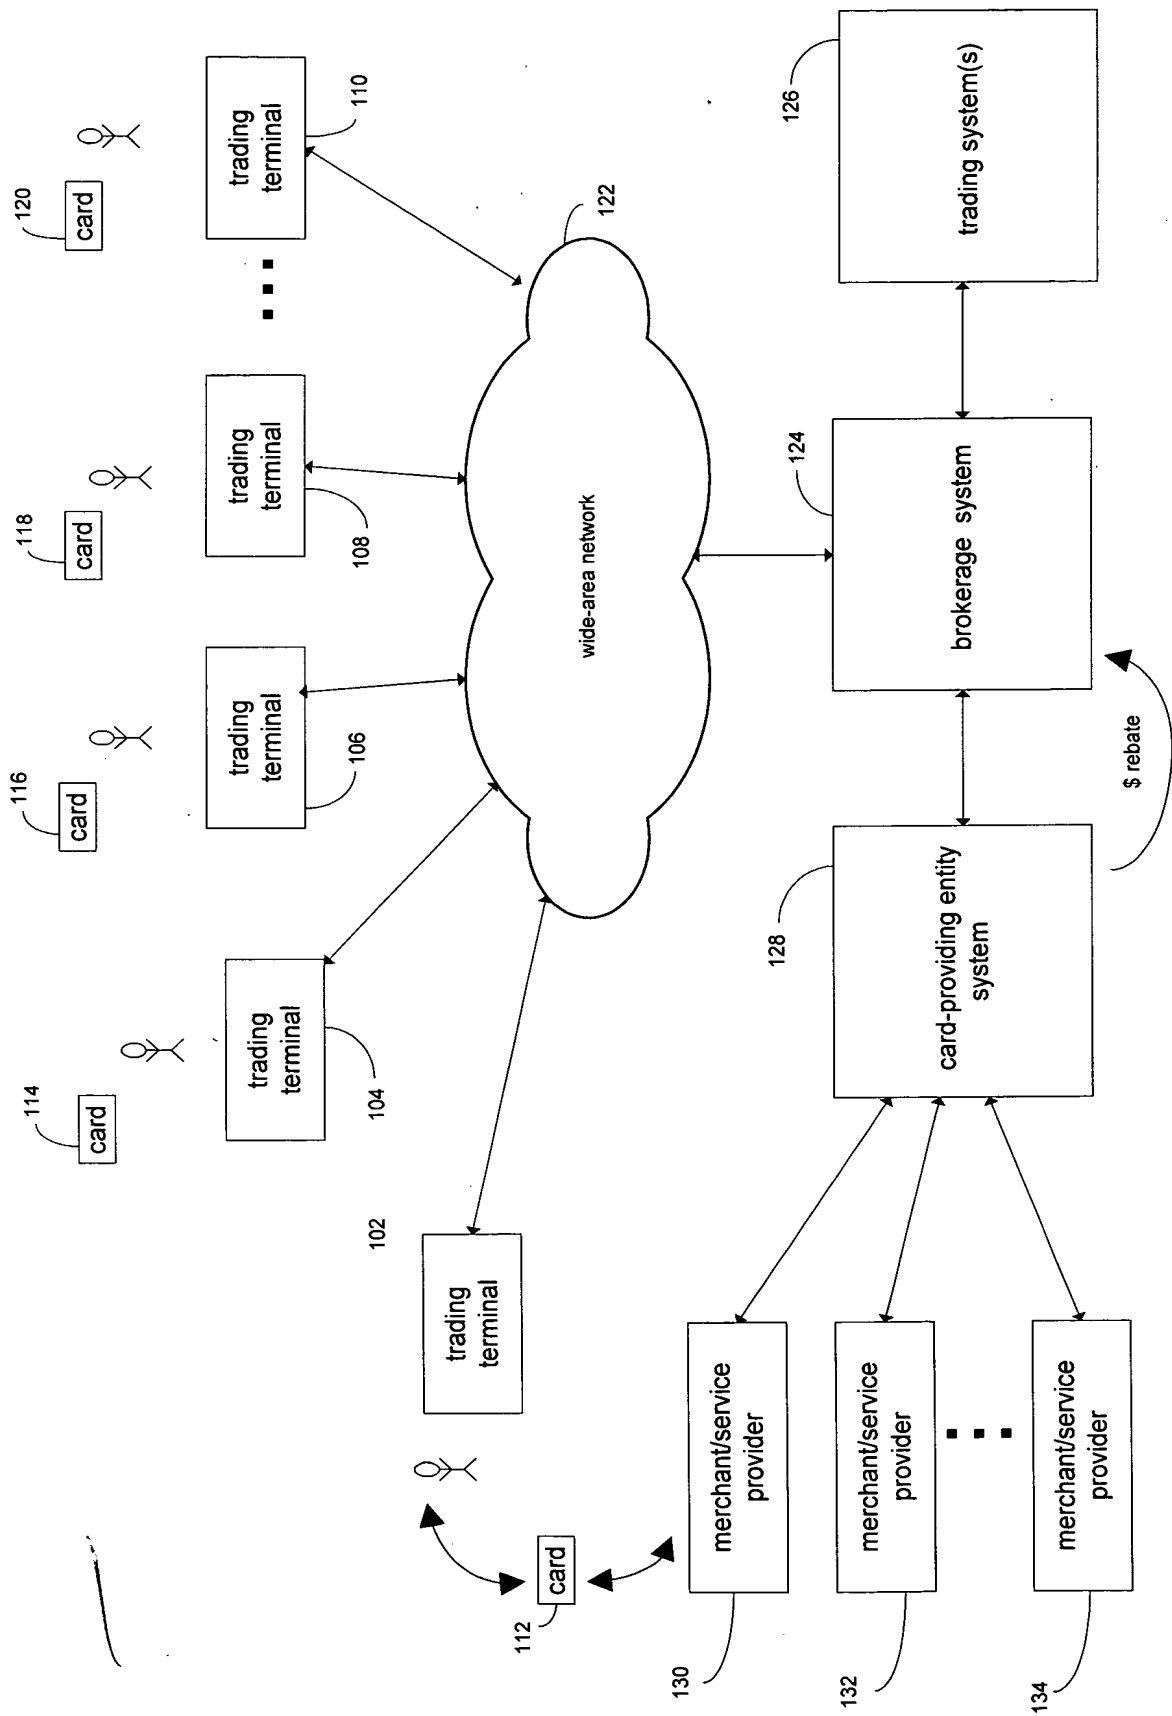 120
card
trading
terminal
110
118
card
trading
terminal
108
116
card
trading
terminal
106
114
card
trading
terminal
104
102
trading
terminal
112
card
122
wide-area network
130
merchant/service
provider
132
merchant/service
provider
134
merchant/service
provider
128
card-providing entity
system
$ rebate
124
brokerage system
126
trading system(s)